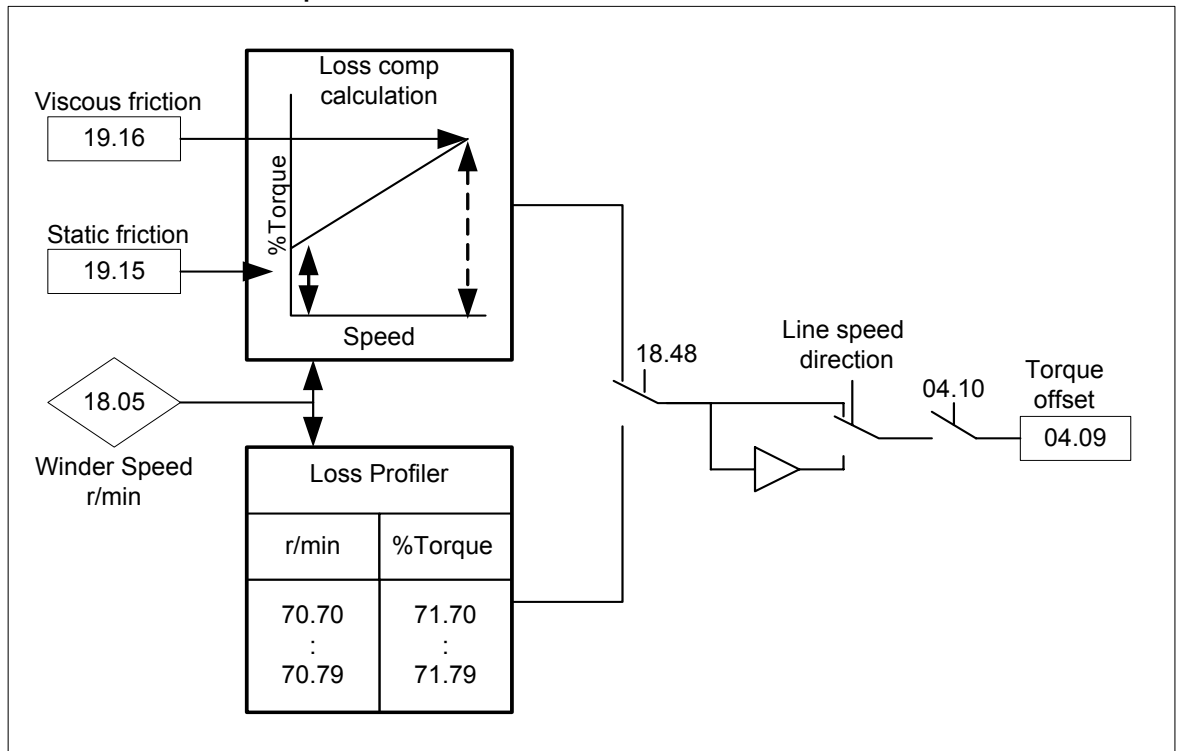 Loss comp
calculation
Viscous friction
19.16
%Torque
Static friction
19.15
Speed
18.05
Winder Speed
r/min
Loss Profiler
r/min %Torque
70.70 71.70
: :
70.79 71.79
18.48
Line speed
direction
04.10
Torque
offset
04.09